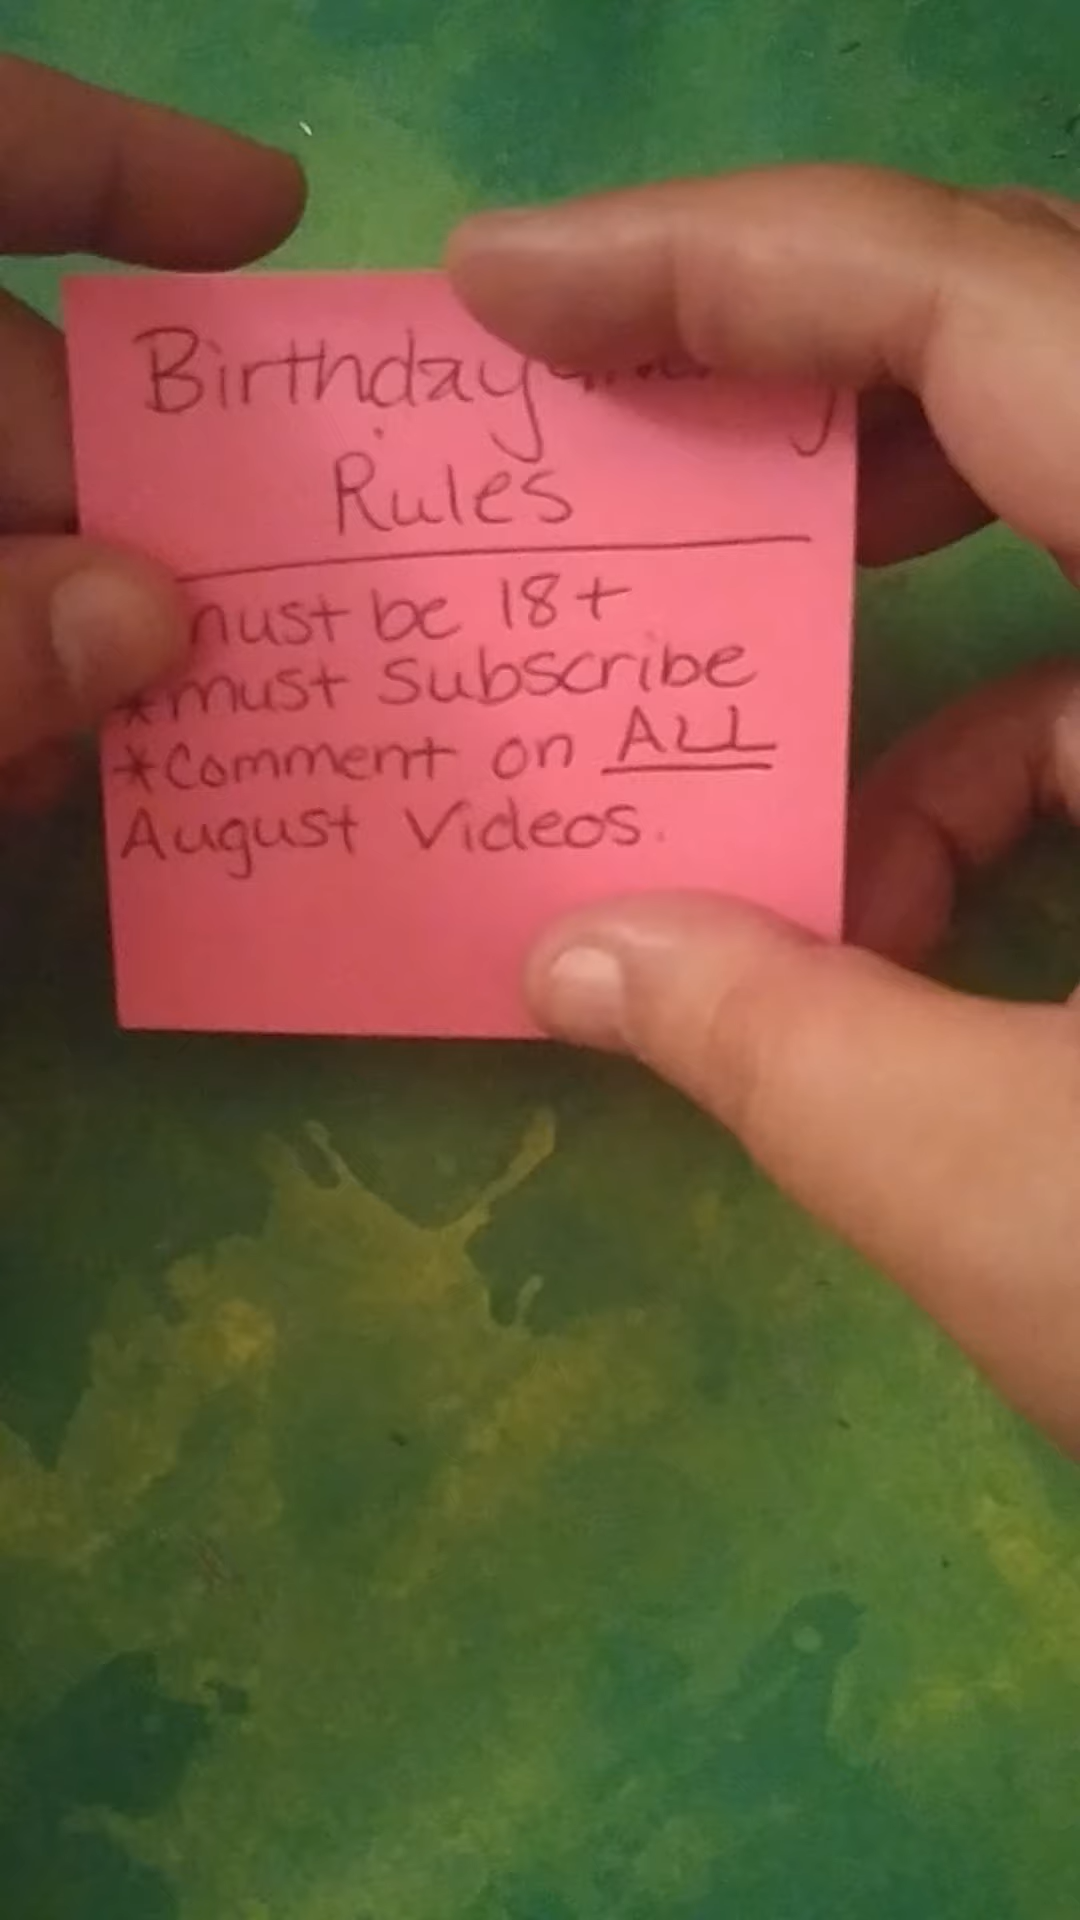 Birthday
Rules
must be 18+
*must Subscribe
*Comment on ALL
August Videos.